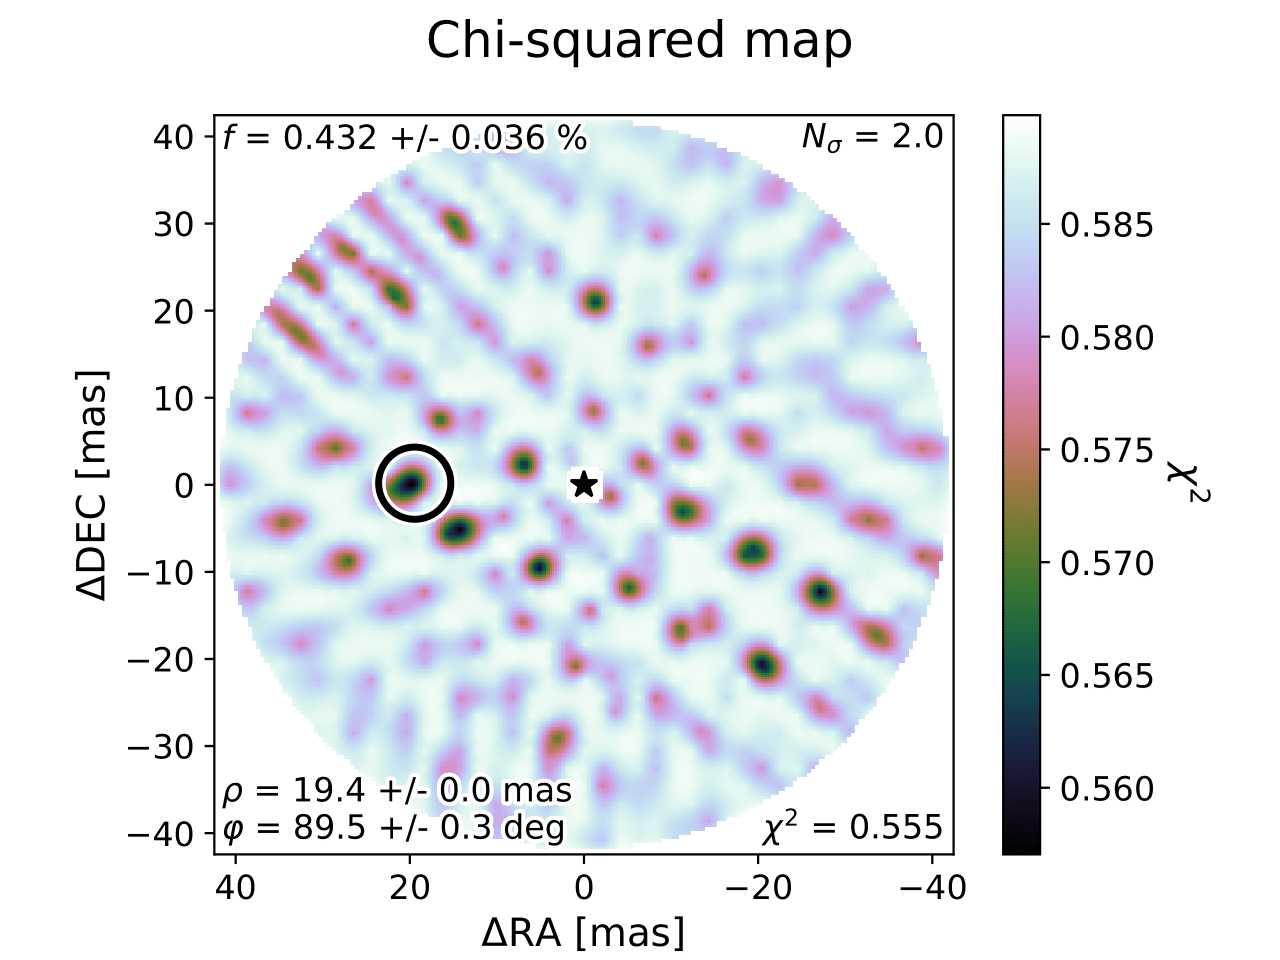 Chi-squared map
f = 0.432 +/- 0.036 %
Nσ = 2.0
40
30
20
10
0
−10
−20
−30
−40
ΔDEC [mas]
ρ = 19.4 +/- 0.0 mas
φ = 89.5 +/- 0.3 deg
χ² = 0.555
40
20
0
−20
−40
ΔRA [mas]
0.585
0.580
0.575
0.570
0.565
0.560
χ²